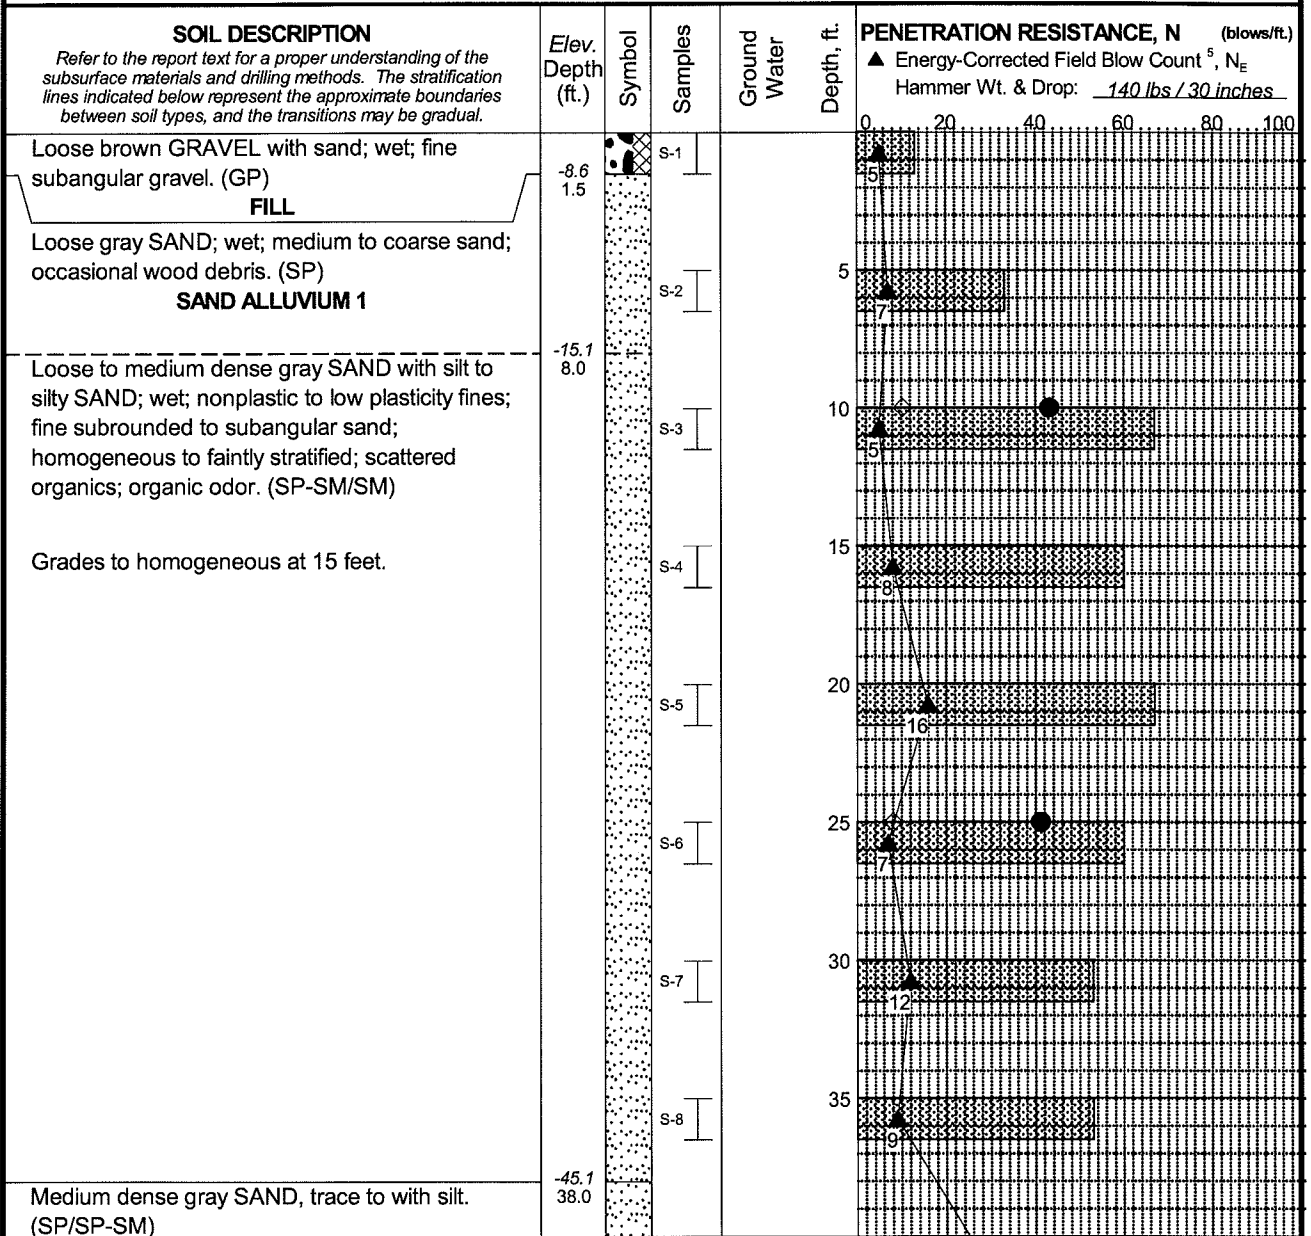 SOIL DESCRIPTION
Refer to the report text for a proper understanding of the
subsurface materials and drilling methods. The stratification
lines indicated below represent the approximate boundaries
between soil types, and the transitions may be gradual.
Elev.
Depth
(ft.)
Symbol
Samples
Ground
Water
Depth, ft.
PENETRATION RESISTANCE, N (blows/ft.)
▲ Energy-Corrected Field Blow Count 5, NE
Hammer Wt. & Drop: 140 lbs / 30 inches
0 20 40 60 80 100
Loose brown GRAVEL with sand; wet; fine
subangular gravel. (GP)
FILL
-8.6
1.5
S-1
5
Loose gray SAND; wet; medium to coarse sand;
occasional wood debris. (SP)
SAND ALLUVIUM 1
S-2
5
7
-15.1
8.0
Loose to medium dense gray SAND with silt to
silty SAND; wet; nonplastic to low plasticity fines;
fine subrounded to subangular sand;
homogeneous to faintly stratified; scattered
organics; organic odor. (SP-SM/SM)
S-3
10
5
Grades to homogeneous at 15 feet.
S-4
15
8
S-5
20
16
S-6
25
7
S-7
30
12
S-8
35
9
-45.1
38.0
Medium dense gray SAND, trace to with silt.
(SP/SP-SM)